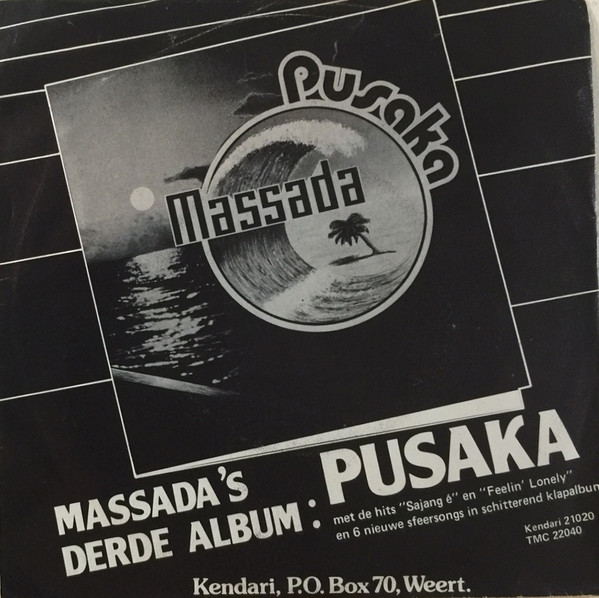 Pusaka
Massada
MASSADA'S
DERDE ALBUM: PUSAKA
met de hits "Sajang é" en "Feelin' Lonely"
en 6 nieuwe sfeersongs in schitterend klapalbum
Kendari 21020
TMC 22040
Kendari, P.O. Box 70, Weert.